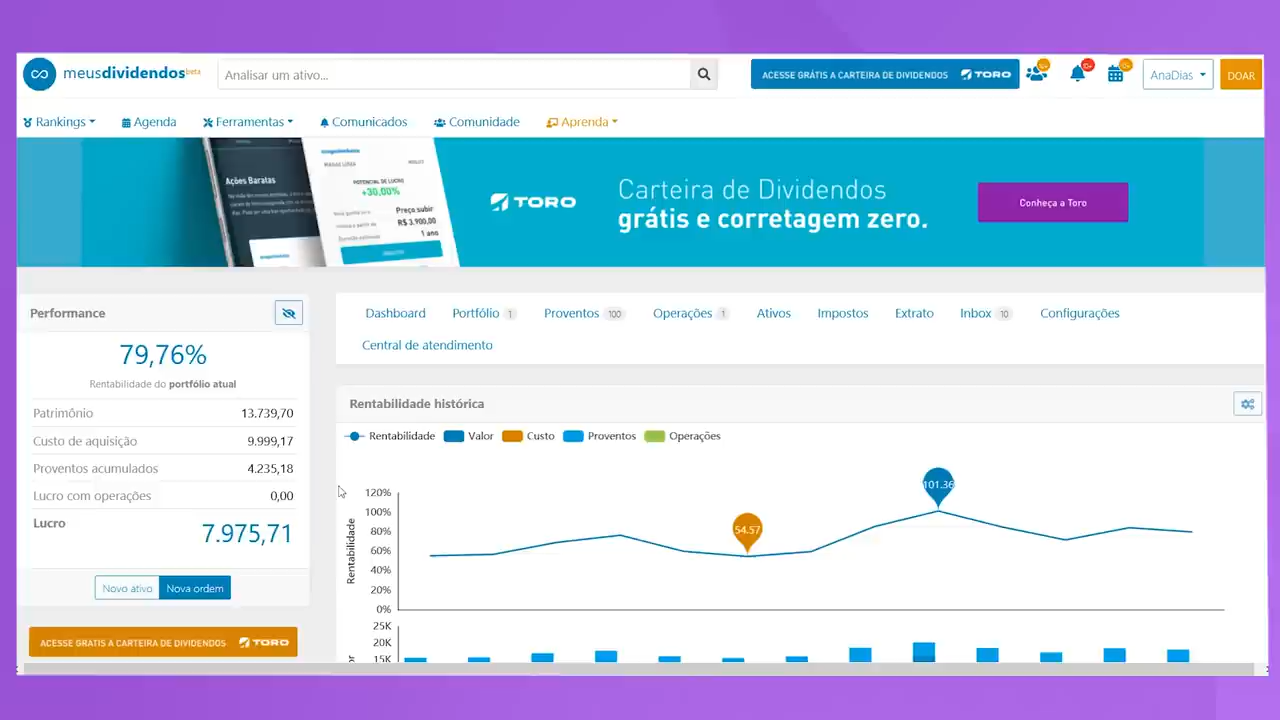 meusdividendos beta
Analisar um ativo...
ACESSE GRÁTIS A CARTEIRA DE DIVIDENDOS TORO
AnaDias
DOAR
Rankings
Agenda
Ferramentas
Comunicados
Comunidade
Aprenda
Ações Baratas
POTENCIAL DE LUCRO
+30,00%
Preço subir
R$ 3.900,00
1 ano
TORO
Carteira de Dividendos
grátis e corretagem zero.
Conheça a Toro
Performance
79,76%
Rentabilidade do portfólio atual
Patrimônio 13.739,70
Custo de aquisição 9.999,17
Proventos acumulados 4.235,18
Lucro com operações 0,00
Lucro 7.975,71
Novo ativo Nova ordem
ACESSE GRÁTIS A CARTEIRA DE DIVIDENDOS TORO
Dashboard Portfólio 1 Proventos 100 Operações 1 Ativos Impostos Extrato Inbox 10 Configurações
Central de atendimento
Rentabilidade histórica
Rentabilidade Valor Custo Proventos Operações
Rentabilidade
120%
100%
80%
60%
40%
20%
0%
54.57
101.36
25K
20K
15K